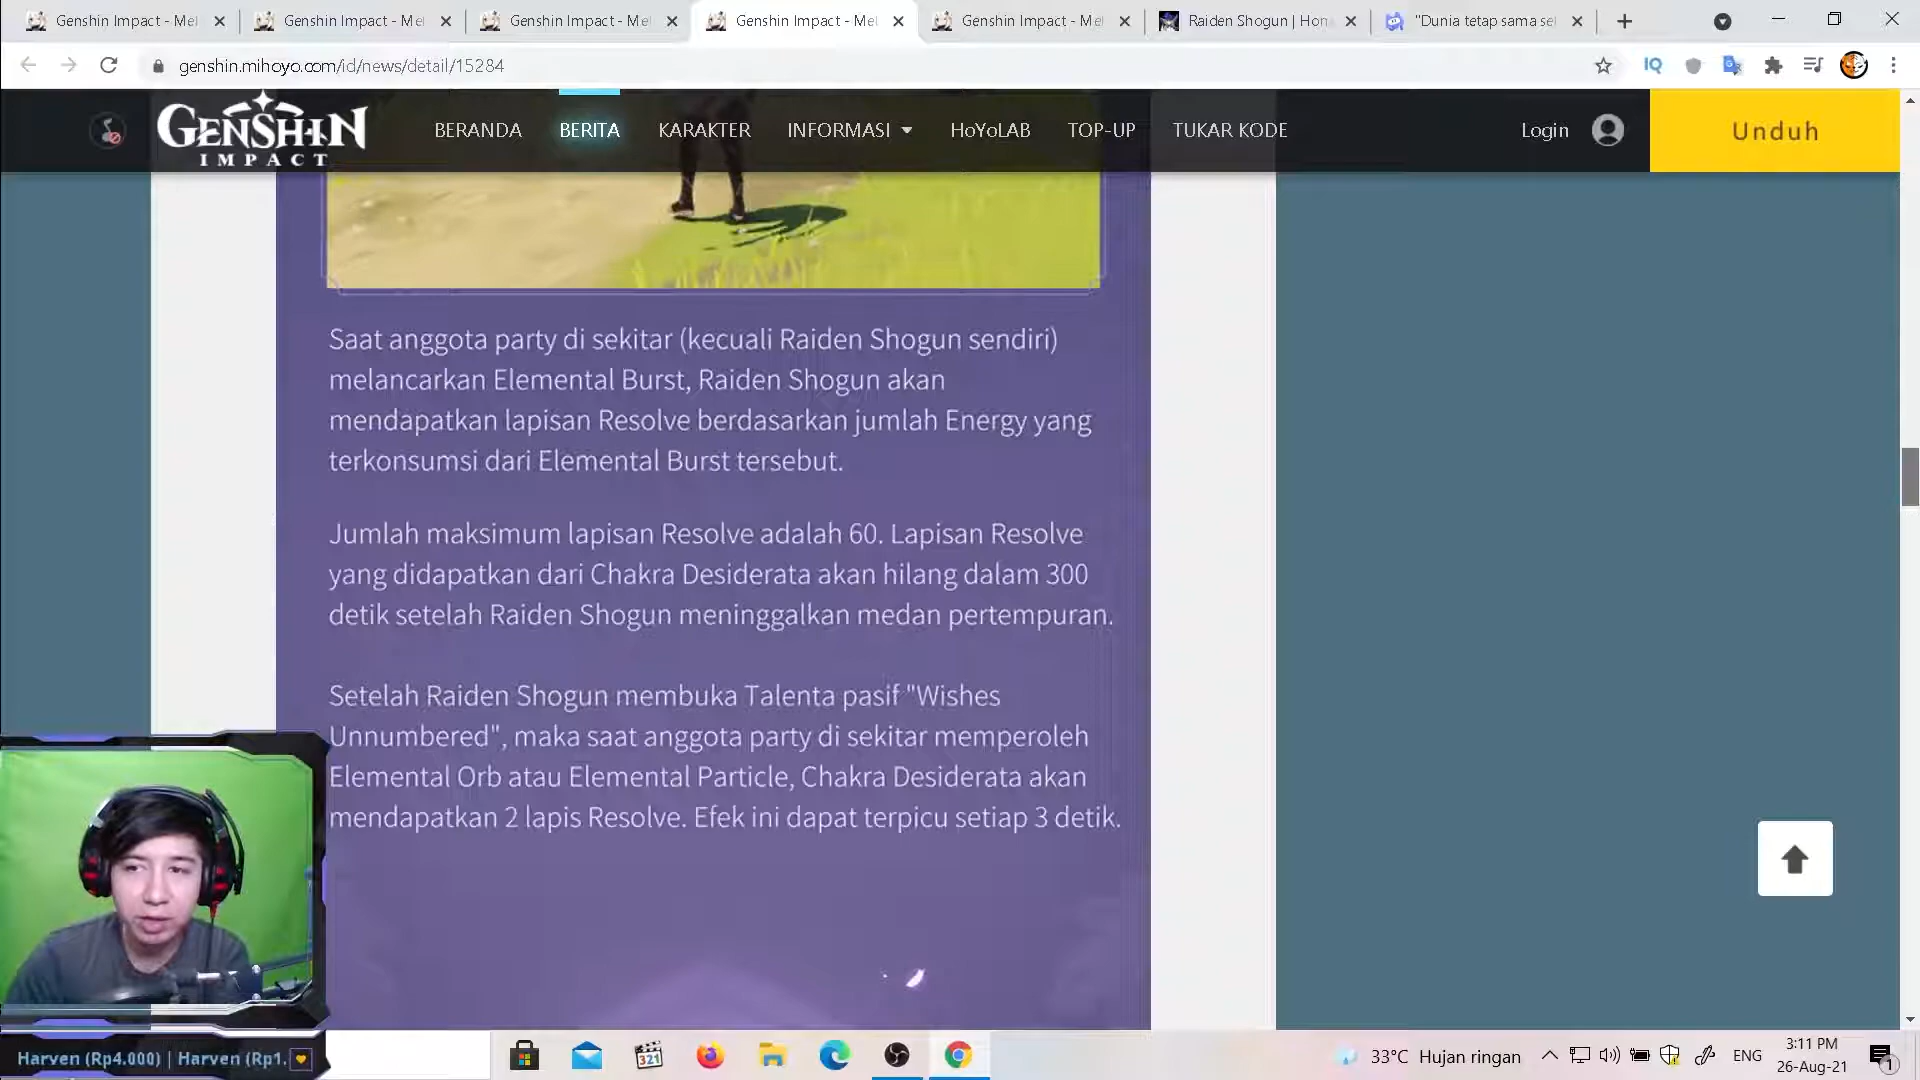 Genshin Impact - Mel
Genshin Impact - Mel
Genshin Impact - Mel
Genshin Impact - Mel
Genshin Impact - Mel
Raiden Shogun | Hon
"Dunia tetap sama sel
genshin.mihoyo.com/id/news/detail/15284
IQ
GENSHIN
IMPACT
BERANDA
BERITA
KARAKTER
INFORMASI
HoYoLAB
TOP-UP
TUKAR KODE
Login
Unduh
Saat anggota party di sekitar (kecuali Raiden Shogun sendiri)
melancarkan Elemental Burst, Raiden Shogun akan
mendapatkan lapisan Resolve berdasarkan jumlah Energy yang
terkonsumsi dari Elemental Burst tersebut.
Jumlah maksimum lapisan Resolve adalah 60. Lapisan Resolve
yang didapatkan dari Chakra Desiderata akan hilang dalam 300
detik setelah Raiden Shogun meninggalkan medan pertempuran.
Setelah Raiden Shogun membuka Talenta pasif "Wishes
Unnumbered", maka saat anggota party di sekitar memperoleh
Elemental Orb atau Elemental Particle, Chakra Desiderata akan
mendapatkan 2 lapis Resolve. Efek ini dapat terpicu setiap 3 detik.
Harven (Rp4.000) | Harven (Rp1.
321
33°C Hujan ringan
ENG
3:11 PM
26-Aug-21
1